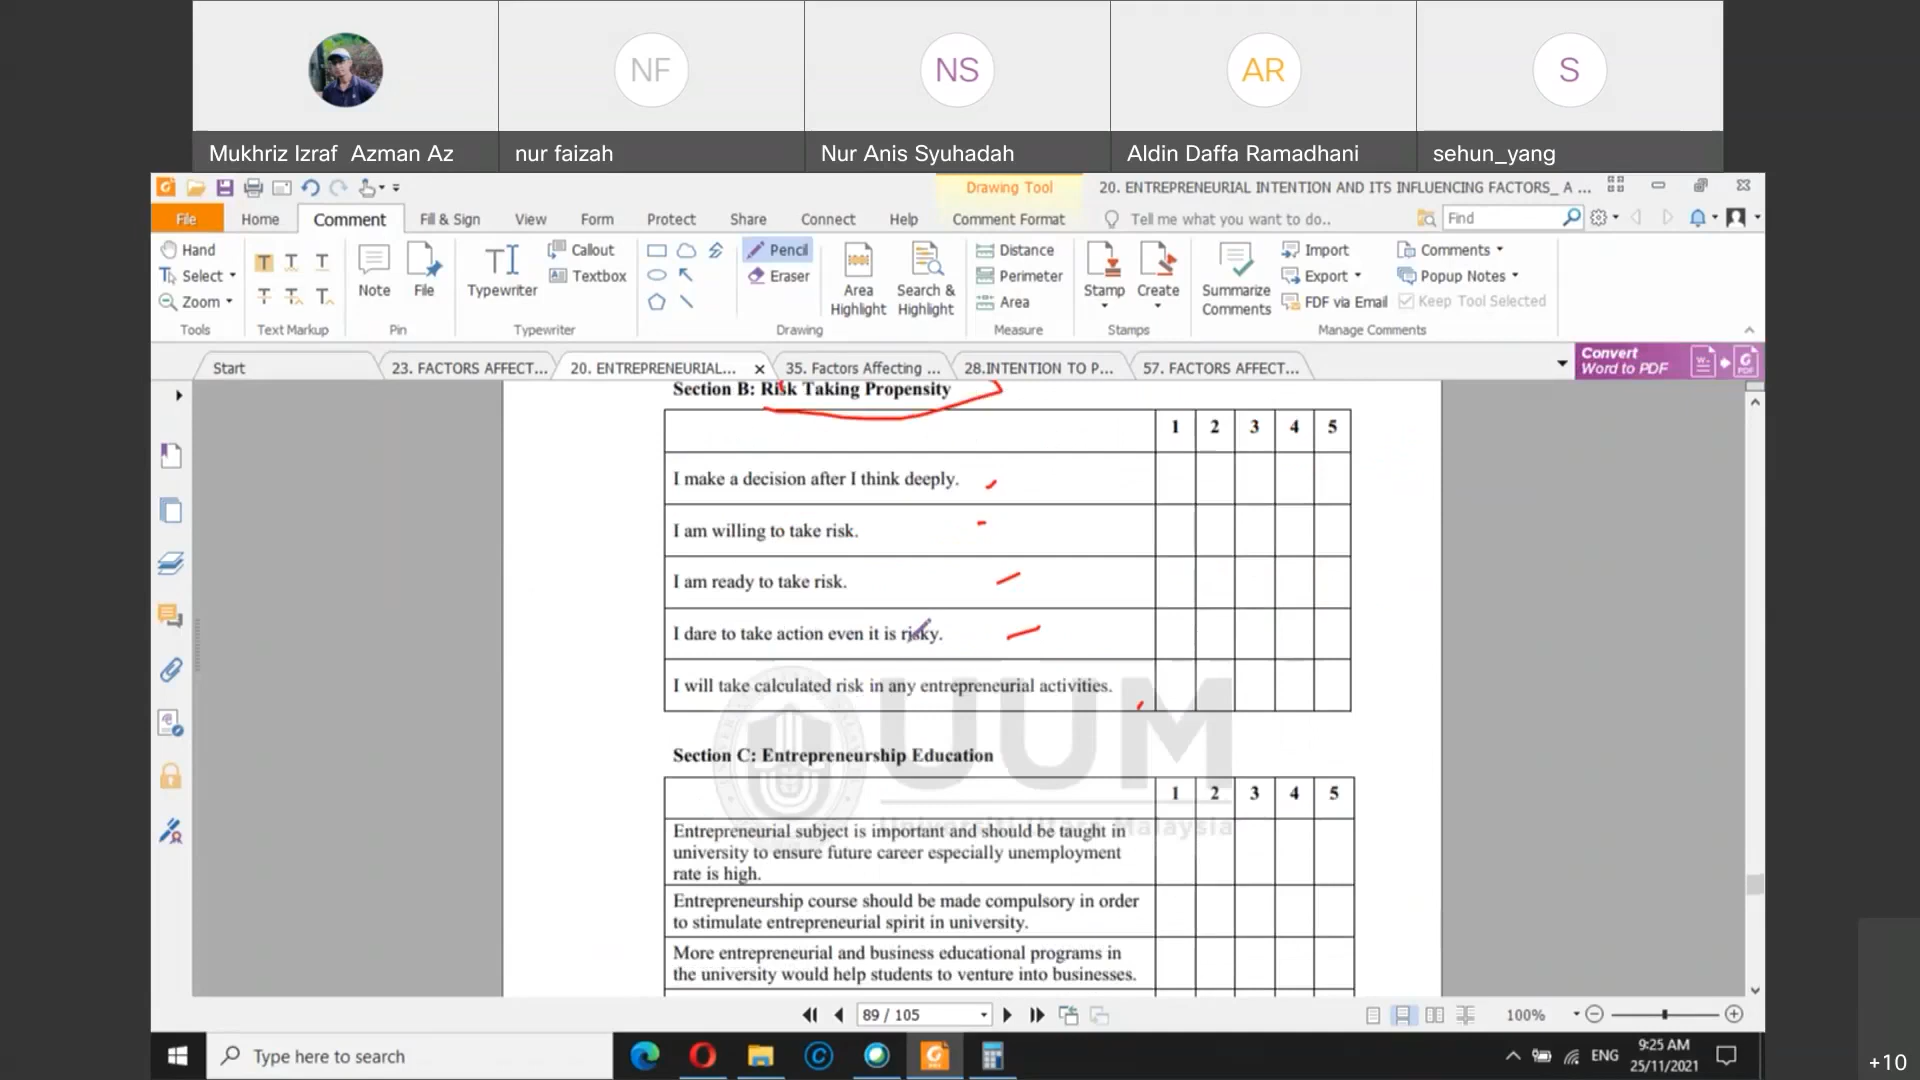 NF
NS
AR
S
Mukhriz Izraf Azman Az
nur faizah
Nur Anis Syuhadah
Aldin Daffa Ramadhani
sehun_yang
Drawing Tool
20. ENTREPRENEURIAL INTENTION AND ITS INFLUENCING FACTORS_ A ...
File
Home
Comment
Fill & Sign
View
Form
Protect
Share
Connect
Help
Comment Format
Tell me what you want to do..
Find
Hand
Select
Zoom
Tools
Text Markup
Note
File
Pin
Typewriter
Callout
Textbox
Typewriter
Pencil
Eraser
Area Highlight
Search & Highlight
Drawing
Distance
Perimeter
Area
Measure
Stamp
Create
Stamps
Summarize Comments
Import
Export
FDF via Email
Comments
Popup Notes
Keep Tool Selected
Manage Comments
Start
23. FACTORS AFFECT...
20. ENTREPRENEURIAL...
35. Factors Affecting ...
28.INTENTION TO P...
57. FACTORS AFFECT...
Convert
Word to PDF
Section B: Risk Taking Propensity
1 2 3 4 5
I make a decision after I think deeply.
I am willing to take risk.
I am ready to take risk.
I dare to take action even it is risky.
I will take calculated risk in any entrepreneurial activities.
UUM
Universiti Utara Malaysia
Section C: Entrepreneurship Education
1 2 3 4 5
Entrepreneurial subject is important and should be taught in
university to ensure future career especially unemployment
rate is high.
Entrepreneurship course should be made compulsory in order
to stimulate entrepreneurial spirit in university.
More entrepreneurial and business educational programs in
the university would help students to venture into businesses.
89 / 105
100%
Type here to search
ENG
9:25 AM
25/11/2021
+10